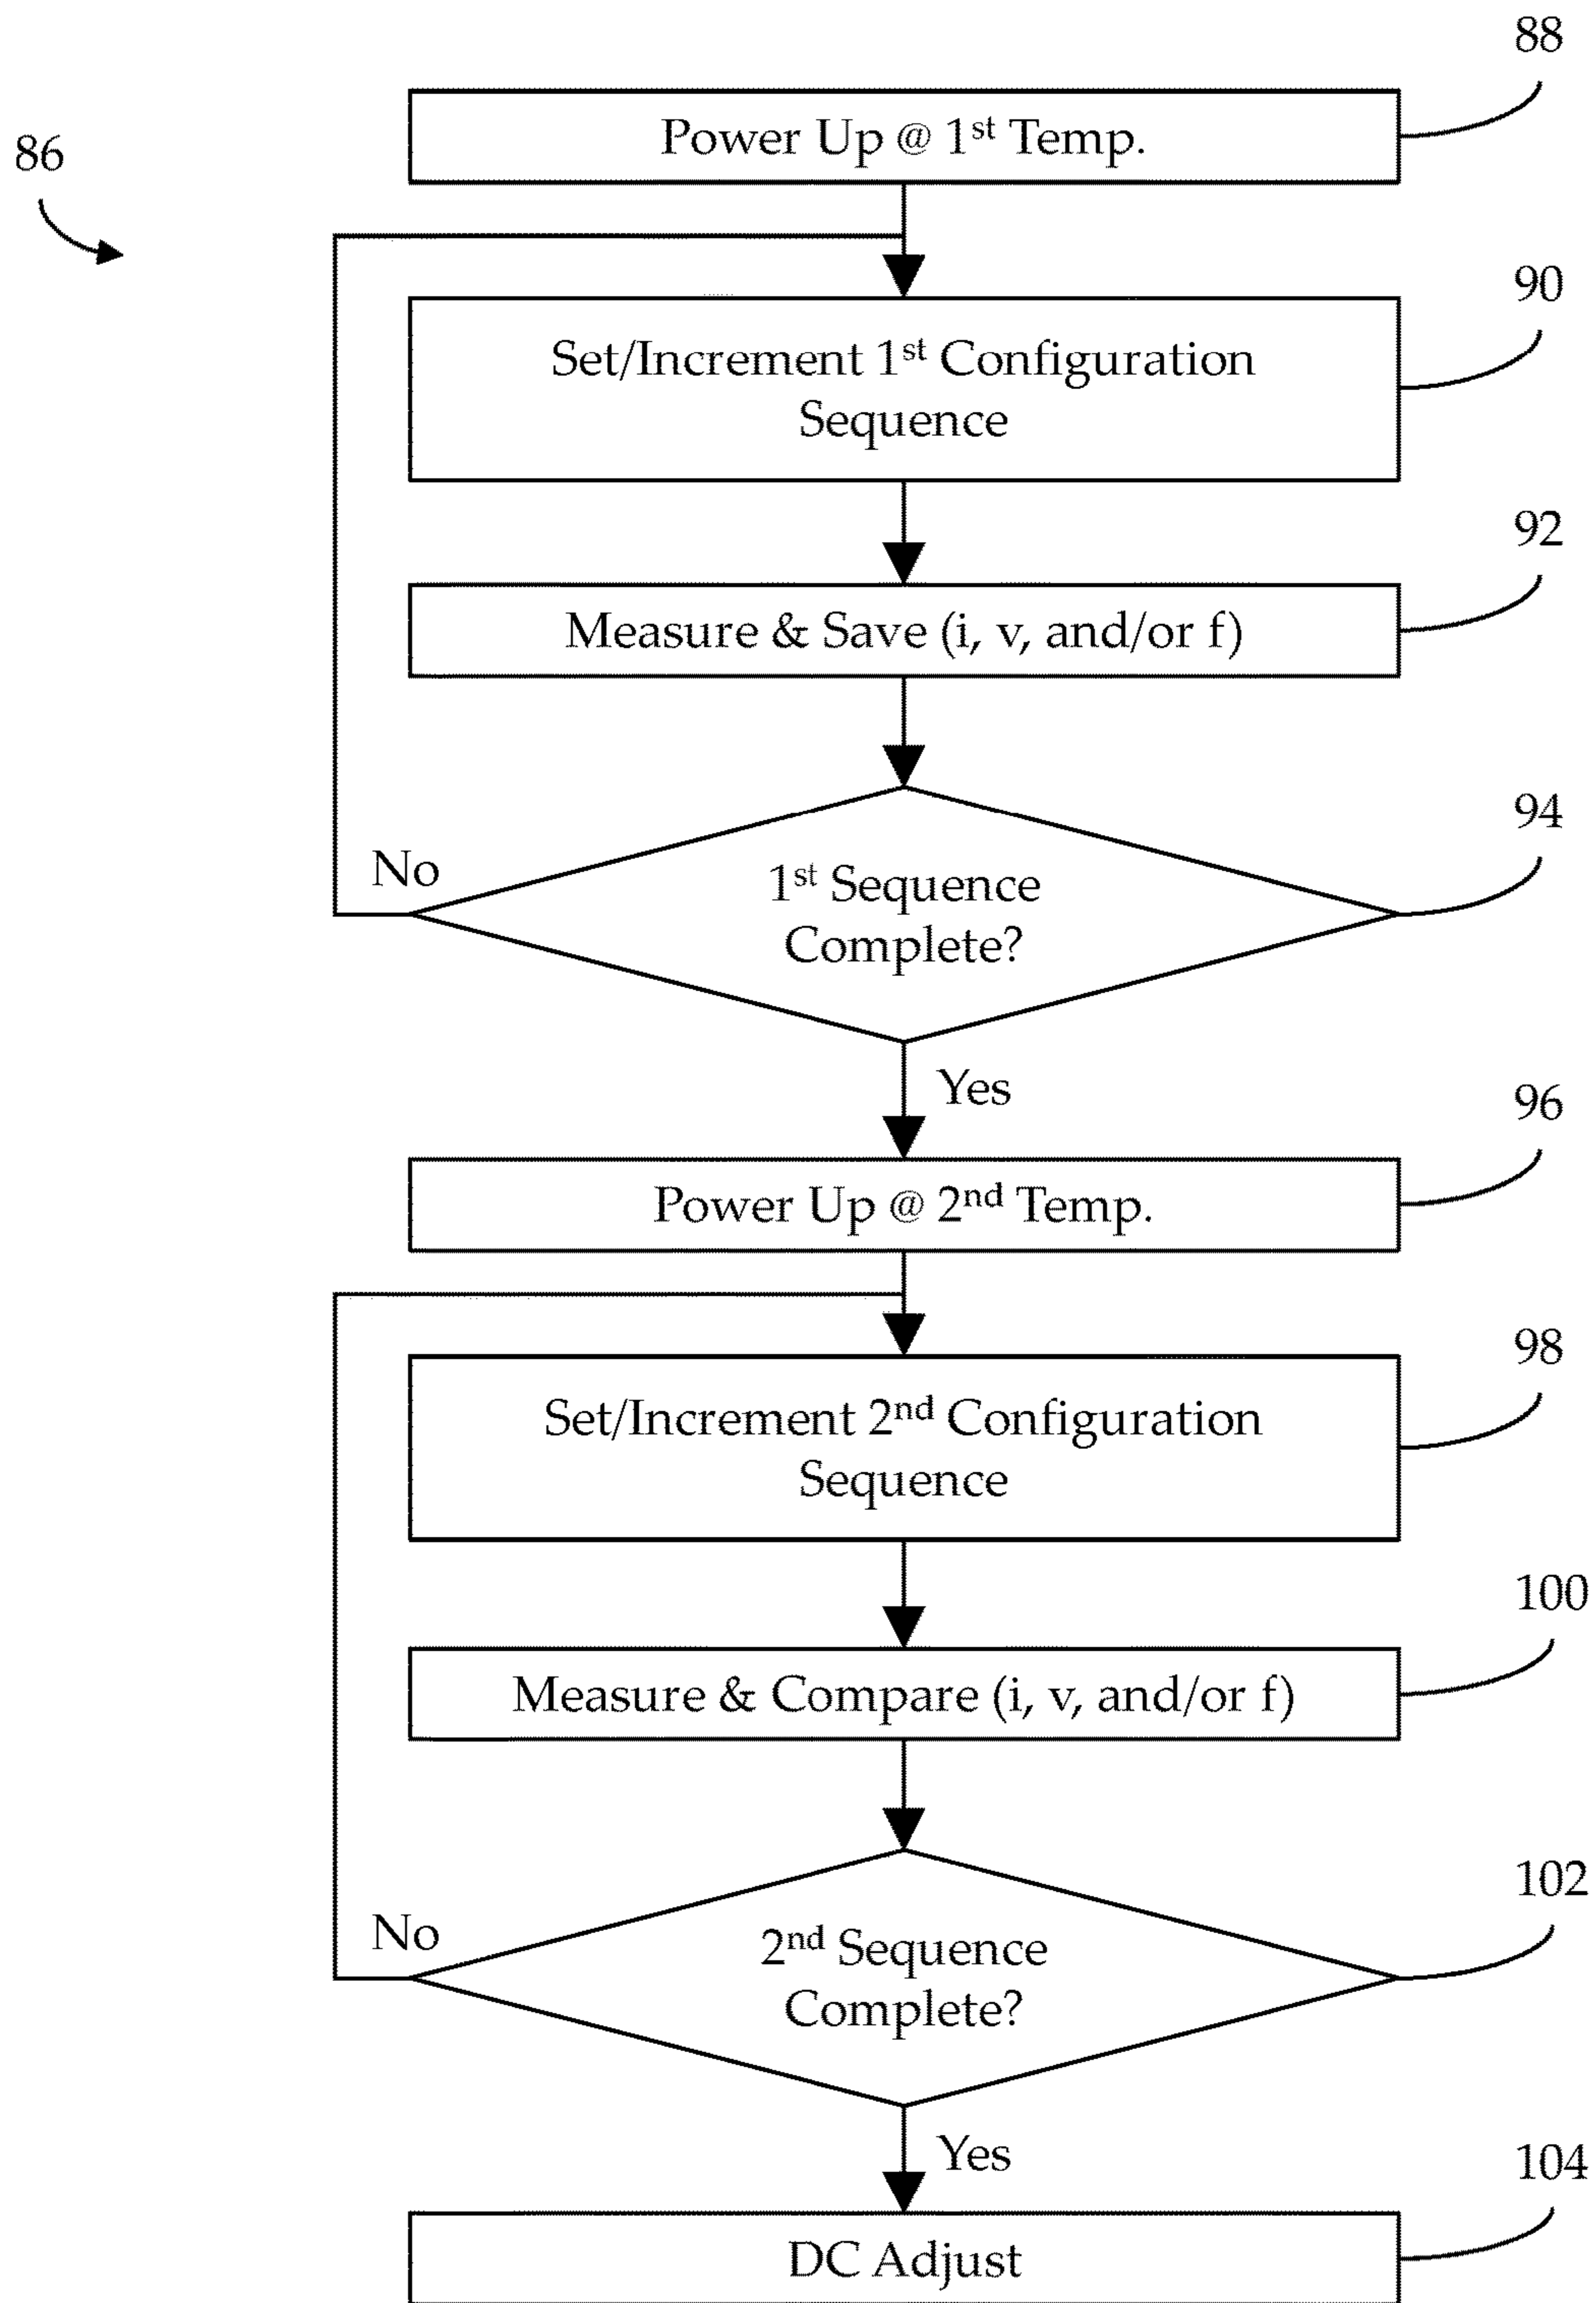 88
Power Up @ 1st Temp.
86
90
Set/Increment 1st Configuration
Sequence
92
Measure & Save (i, v, and/or f)
94
No
1st Sequence
Complete?
Yes
96
Power Up @ 2nd Temp.
98
Set/Increment 2nd Configuration
Sequence
100
Measure & Compare (i, v, and/or f)
102
No
2nd Sequence
Complete?
Yes
104
DC Adjust